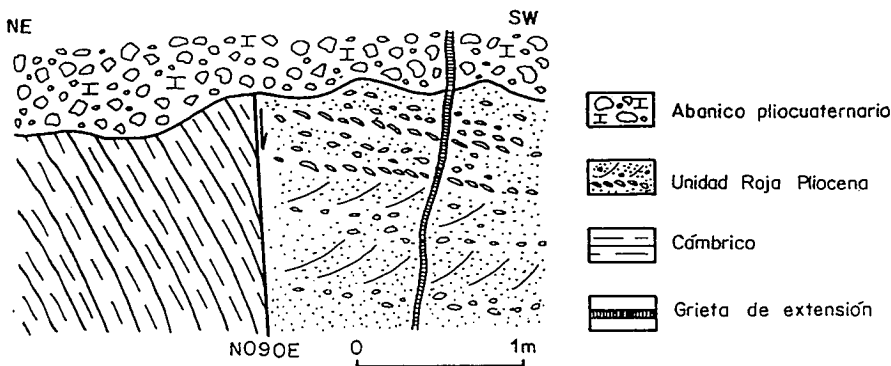 NE
SW
Abanico pliocuaternario
Unidad Roja Pliocena
Cámbrico
Grieta de extensión
N090E
0
1m